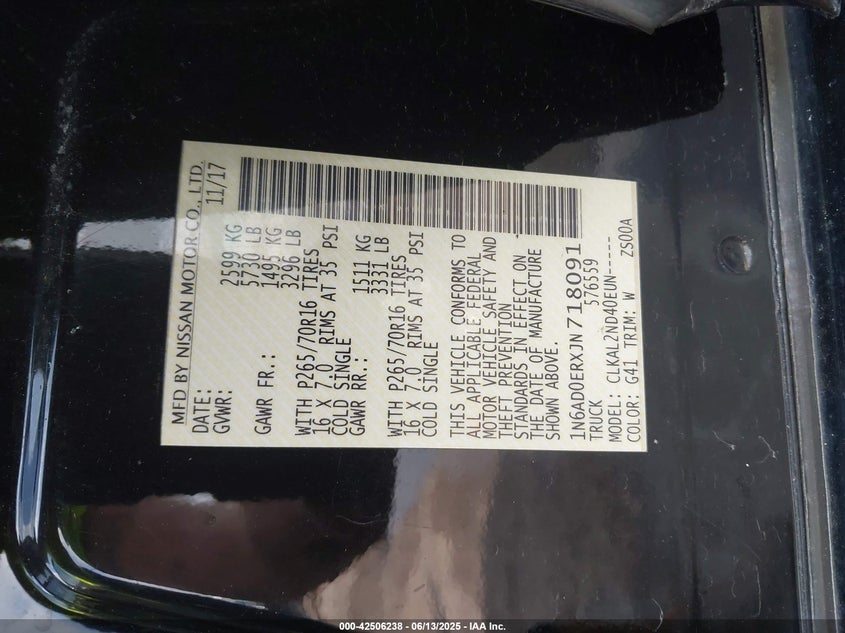 MFD BY NISSAN MOTOR CO., LTD.
DATE: 11/17
GVWR: 2599 KG
5730 LB
GAWR FR.: 1495 KG
3296 LB
WITH P265/70R16 TIRES
16 X 7.0 RIMS AT 35 PSI
COLD SINGLE
GAWR RR.: 1511 KG
3331 LB
WITH P265/70R16 TIRES
16 X 7.0 RIMS AT 35 PSI
COLD SINGLE
THIS VEHICLE CONFORMS TO
ALL APPLICABLE FEDERAL
MOTOR VEHICLE SAFETY AND
THEFT PREVENTION
STANDARDS IN EFFECT ON -
THE DATE OF MANUFACTURE
SHOWN ABOVE.
1N6AD0ERXJN718091
TRUCK 576559
MODEL: CLKAL2ND40EUN-----
COLOR: G41 TRIM: W ZS00A
000-42506238 - 06/13/2025 - IAA Inc.